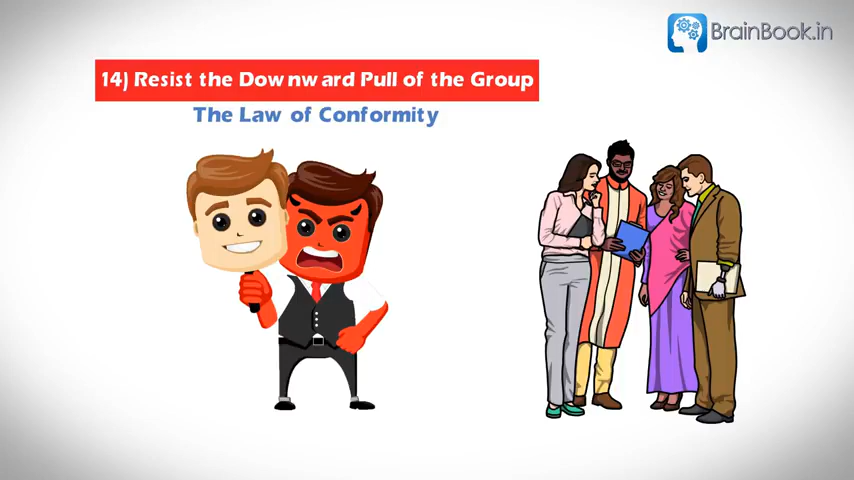 BrainBook.in
14) Resist the Downward Pull of the Group
The Law of Conformity